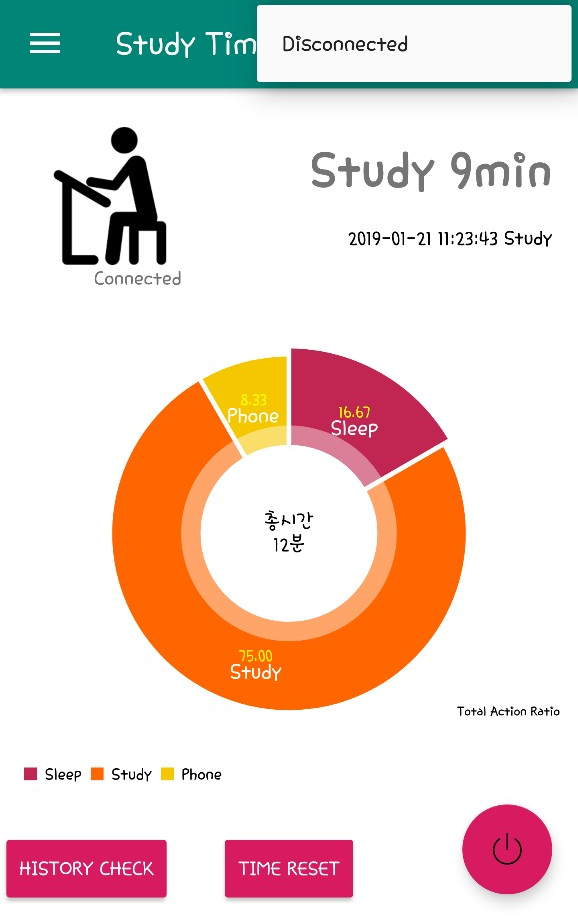 Study Tim
Disconnected
Study 9min
2019-01-21 11:23:43 Study
Connected
8.33
Phone
16.67
Sleep
총시간
12분
75.00
Study
Total Action Ratio
Sleep Study Phone
HISTORY CHECK TIME RESET